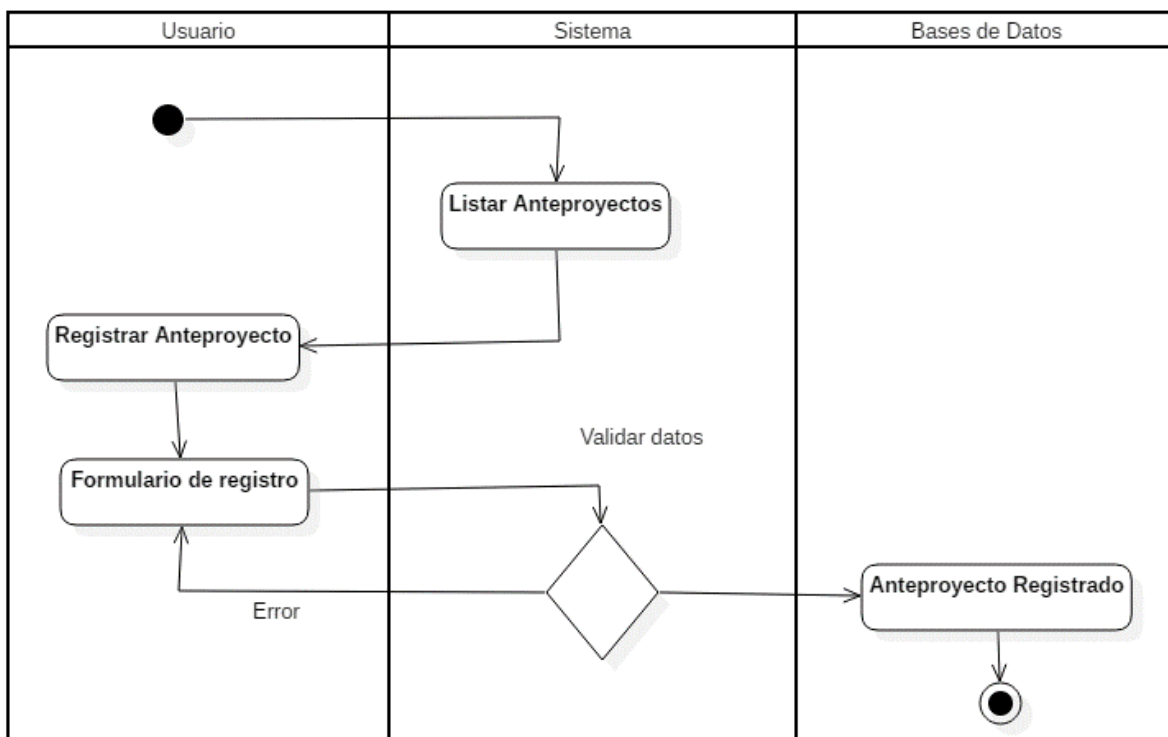 Usuario
Sistema
Bases de Datos
Listar Anteproyectos
Registrar Anteproyecto
Validar datos
Formulario de registro
Anteproyecto Registrado
Error